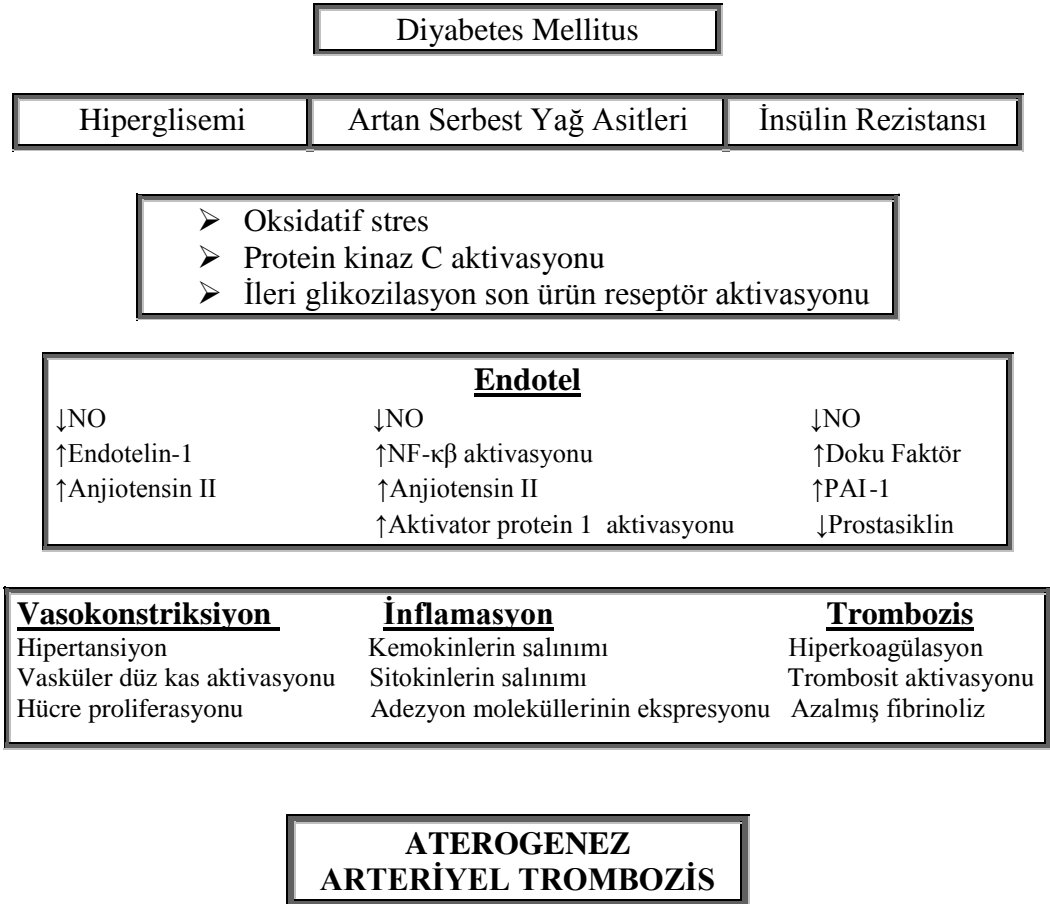 Diyabetes Mellitus
Hiperglisemi Artan Serbest Yağ Asitleri İnsülin Rezistansı
➢ Oksidatif stres
➢ Protein kinaz C aktivasyonu
➢ İleri glikozilasyon son ürün reseptör aktivasyonu
Endotel
↓NO ↓NO ↓NO
↑Endotelin-1 ↑NF-κβ aktivasyonu ↑Doku Faktör
↑Anjiotensin II ↑Anjiotensin II ↑PAI-1
↑Aktivator protein 1 aktivasyonu ↓Prostasiklin
Vasokonstriksiyon İnflamasyon Trombozis
Hipertansiyon Kemokinlerin salınımı Hiperkoagülasyon
Vasküler düz kas aktivasyonu Sitokinlerin salınımı Trombosit aktivasyonu
Hücre proliferasyonu Adezyon moleküllerinin ekspresyonu Azalmış fibrinoliz
ATEROGENEZ
ARTERİYEL TROMBOZİS